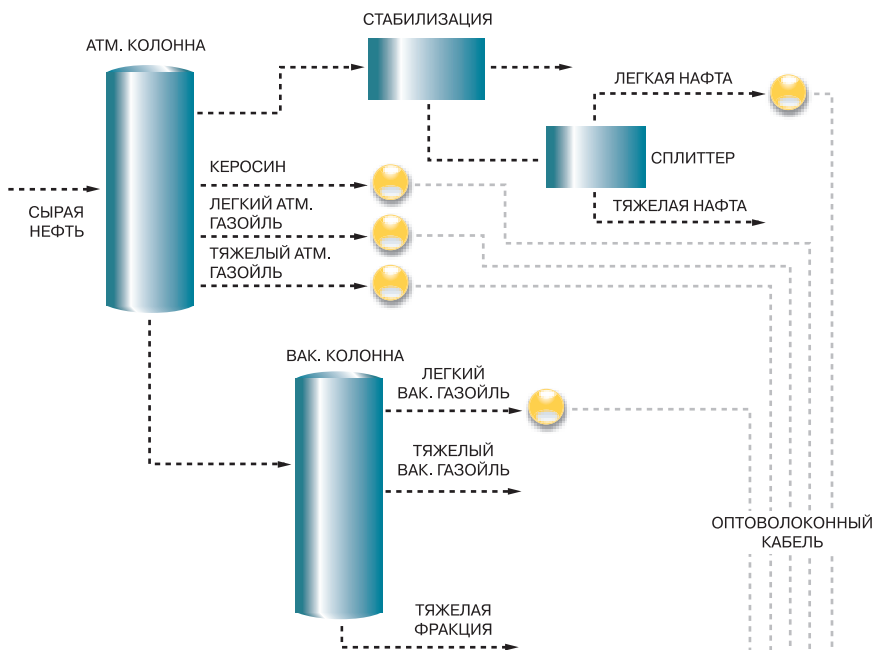 СТАБИЛИЗАЦИЯ
АТМ. КОЛОННА
ЛЕГКАЯ НАФТА
СПЛИТТЕР
КЕРОСИН
СЫРАЯ
НЕФТЬ
ЛЕГКИЙ АТМ.
ГАЗОЙЛЬ
ТЯЖЕЛАЯ НАФТА
ТЯЖЕЛЫЙ АТМ.
ГАЗОЙЛЬ
ВАК. КОЛОННА
ЛЕГКИЙ
ВАК. ГАЗОЙЛЬ
ТЯЖЕЛЫЙ
ВАК. ГАЗОЙЛЬ
ОПТОВОЛОКОННЫЙ
КАБЕЛЬ
ТЯЖЕЛАЯ
ФРАКЦИЯ